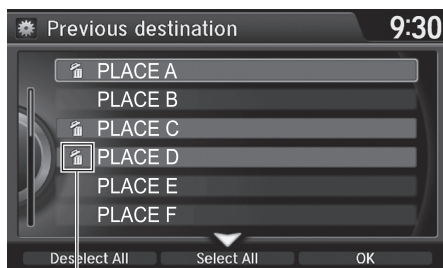 Previous destination 9:30
PLACE A
PLACE B
PLACE C
PLACE D
PLACE E
PLACE F
Deselect All Select All OK